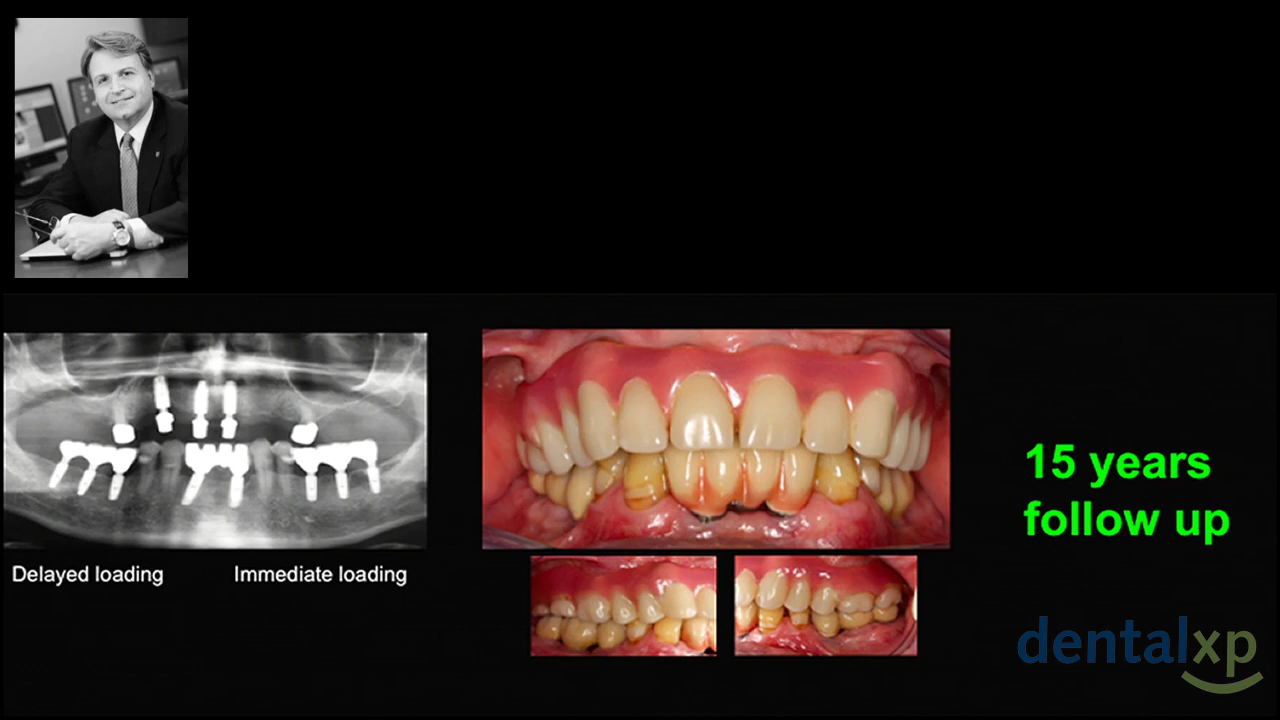 Delayed loading
Immediate loading
15 years
follow up
dentalxp